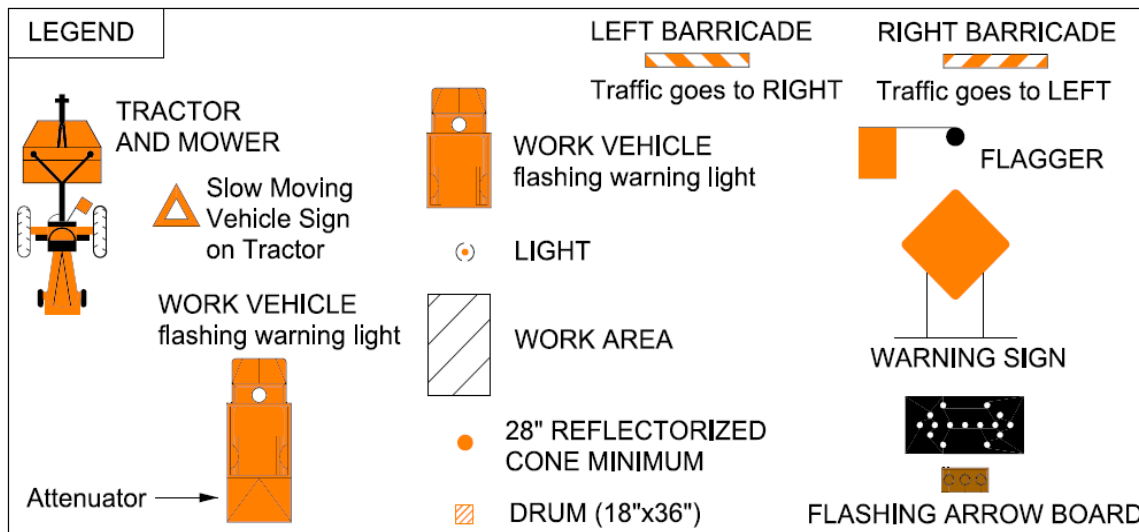 LEGEND
TRACTOR
AND MOWER
Slow Moving
Vehicle Sign
on Tractor
WORK VEHICLE
flashing warning light
Attenuator
WORK VEHICLE
flashing warning light
LIGHT
WORK AREA
28" REFLECTORIZED
CONE MINIMUM
DRUM (18"x36")
LEFT BARRICADE
Traffic goes to RIGHT
RIGHT BARRICADE
Traffic goes to LEFT
FLAGGER
WARNING SIGN
FLASHING ARROW BOARD